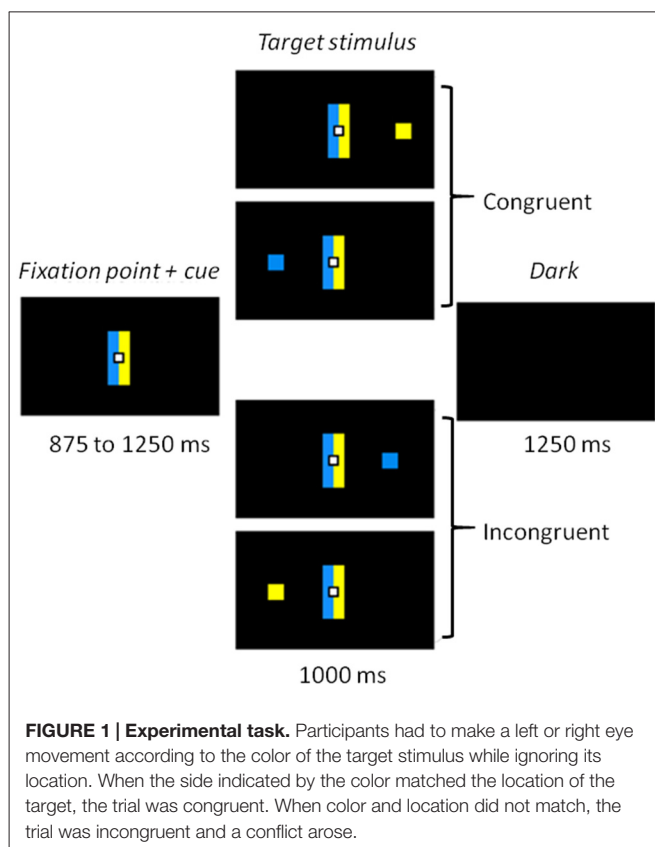 Target stimulus
Congruent
Fixation point + cue
Dark
875 to 1250 ms
1250 ms
Incongruent
1000 ms
FIGURE 1 | Experimental task. Participants had to make a left or right eye
movement according to the color of the target stimulus while ignoring its
location. When the side indicated by the color matched the location of the
target, the trial was congruent. When color and location did not match, the
trial was incongruent and a conflict arose.